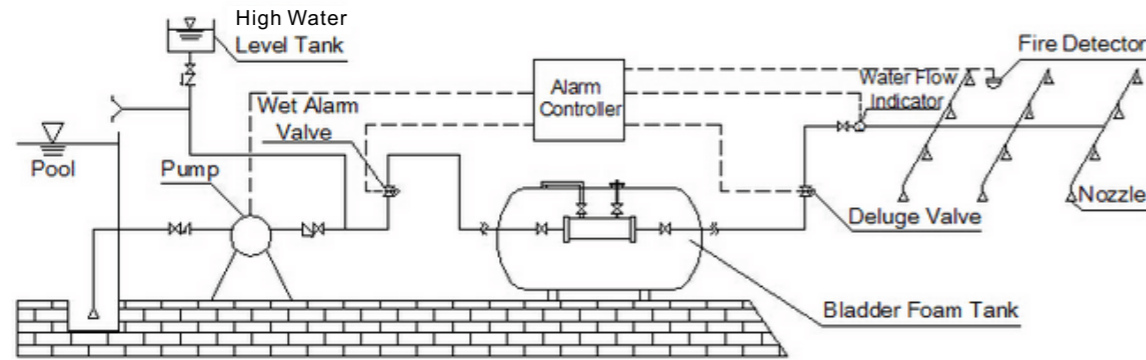 High Water
Level Tank
Fire Detector
Water Flow
Indicator
Alarm
Controller
Wet Alarm
Valve
Pool
Pump
Nozzle
Deluge Valve
Bladder Foam Tank